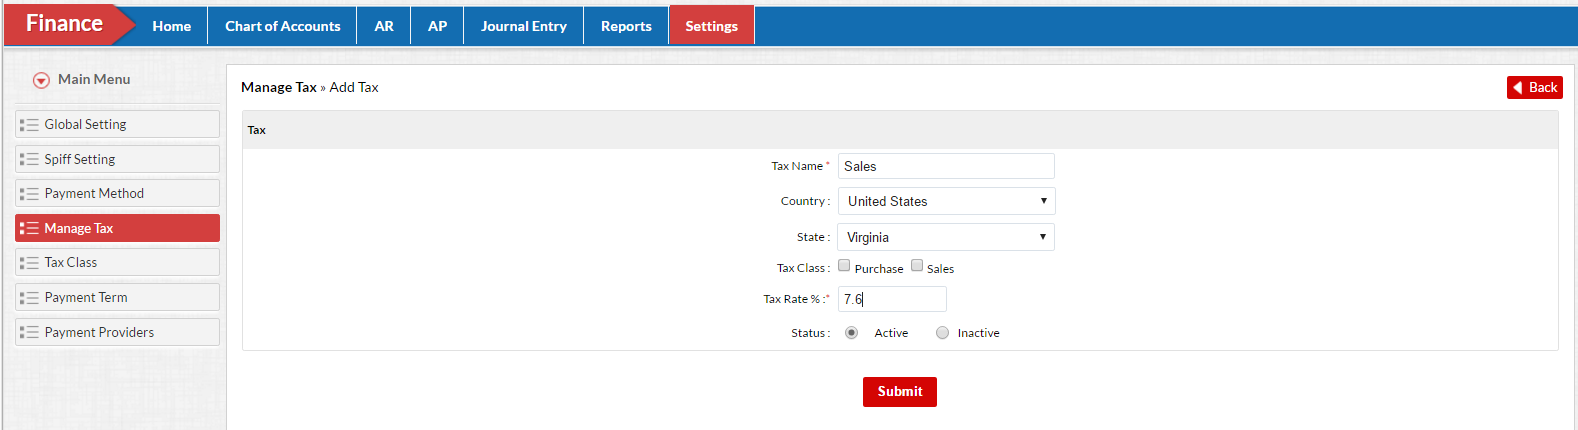 Finance Home Chart of Accounts AR AP Journal Entry Reports Settings
Main Menu
Global Setting
Spiff Setting
Payment Method
Manage Tax
Tax Class
Payment Term
Payment Providers
Manage Tax » Add Tax
Back
Tax
Tax Name * Sales
Country : United States
State : Virginia
Tax Class : Purchase Sales
Tax Rate % :* 7.6
Status : Active Inactive
Submit